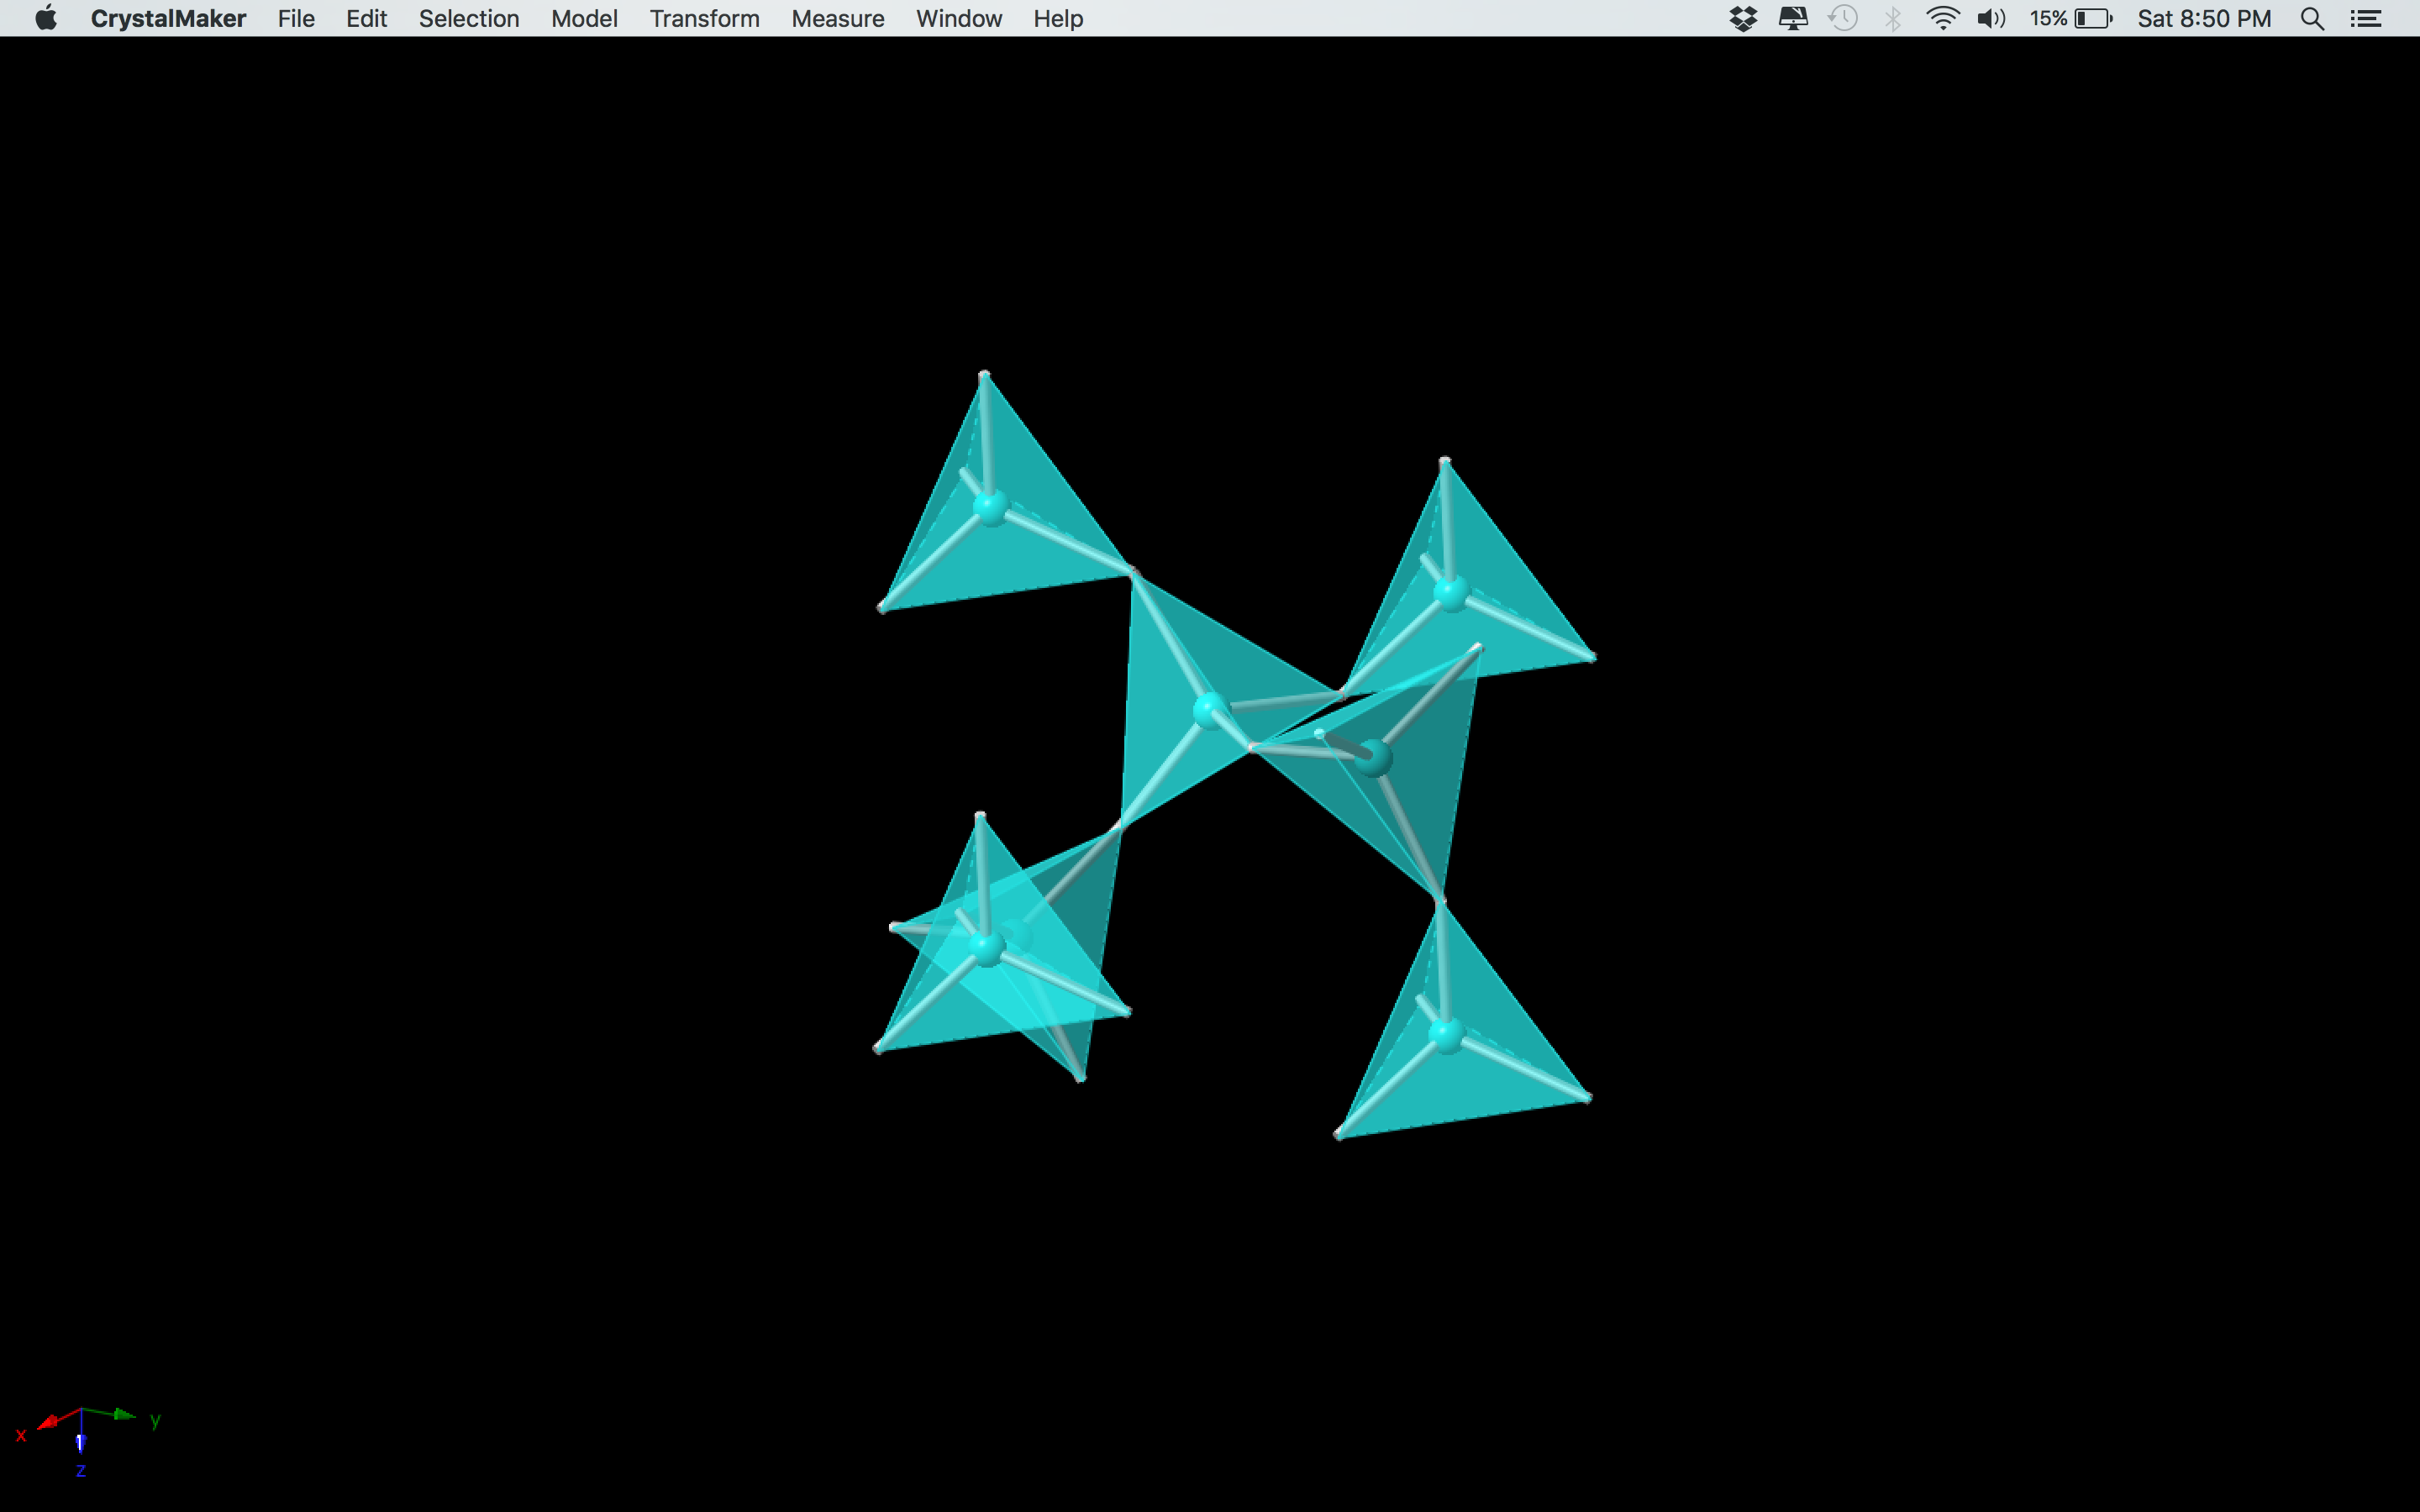 CrystalMaker File Edit Selection Model Transform Measure Window Help 15% Sat 8:50 PM
x y
z